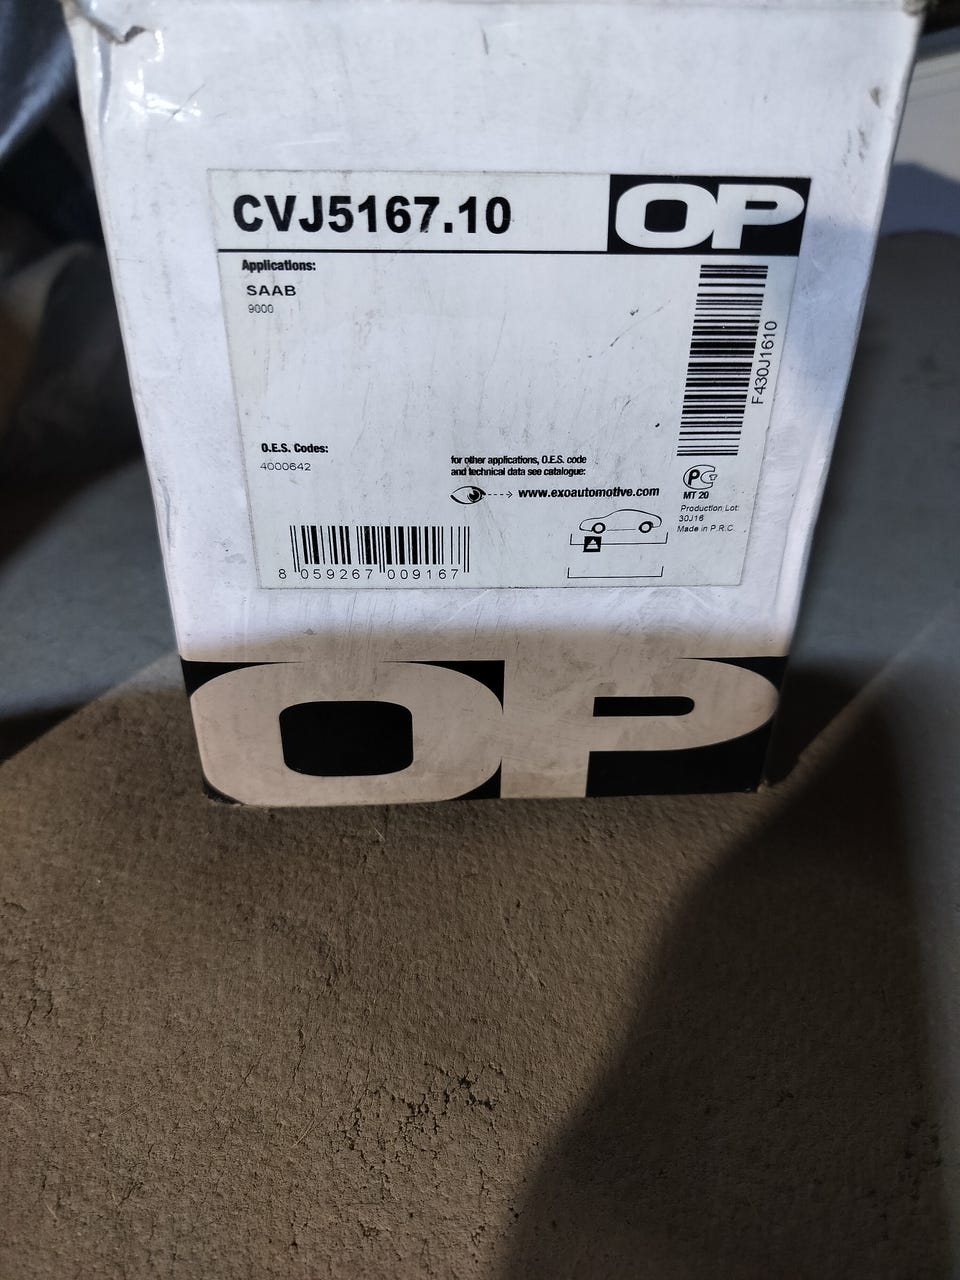 CVJ5167.10
OP
Applications:
SAAB
9000
F430J1610
O.E.S. Codes:
4000642
for other applications, O.E.S. code
and technical data see catalogue:
www.exoautomotive.com
MT 20
Production Lot:
30J16
Made in P.R.C.
8 059267 009167
OP